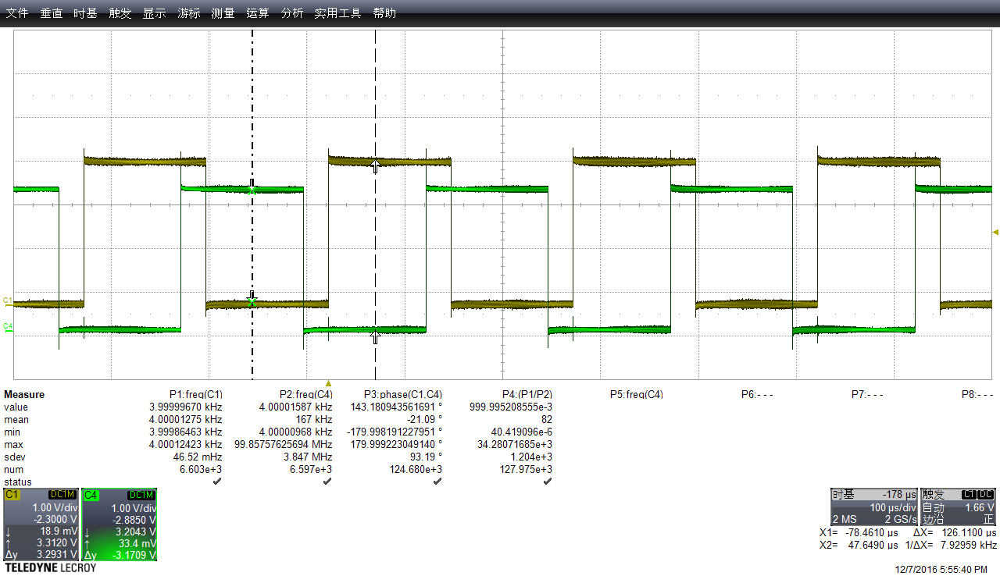 文件 垂直 时基 触发 显示 游标 测量 运算 分析 实用工具 帮助
C1
C4
Measure P1:freq(C1) P2:freq(C4) P3:phase(C1,C4) P4:(P1/P2) P5:freq(C4) P6:- - - P7:- - - P8:- - -
value 3.99999670 kHz 4.00001587 kHz 143.180943561691 ° 999.995208555e-3
mean 4.00001275 kHz 167 kHz -21.09 ° 82
min 3.99986463 kHz 4.00000968 kHz -179.998191227951 ° 40.419096e-6
max 4.00012423 kHz 99.85757625694 MHz 179.999223049140 ° 34.28071685e+3
sdev 46.52 mHz 3.847 MHz 93.19 ° 1.204e+3
num 6.603e+3 6.597e+3 124.680e+3 127.975e+3
status
C1 DC1M
1.00 V/div
-2.3000 V
↓ 18.9 mV
↑ 3.3120 V
Δy 3.2931 V
C4 DC1M
1.00 V/div
-2.8850 V
↓ 3.2043 V
↑ 33.4 mV
Δy -3.1709 V
时基 -178 µs
100 µs/div
2 MS 2 GS/s
触发 C1 DC
自动 1.66 V
边沿 正
X1= -78.4610 µs ΔX= 126.1100 µs
X2= 47.6490 µs 1/ΔX= 7.92959 kHz
TELEDYNE LECROY
12/7/2016 5:55:40 PM